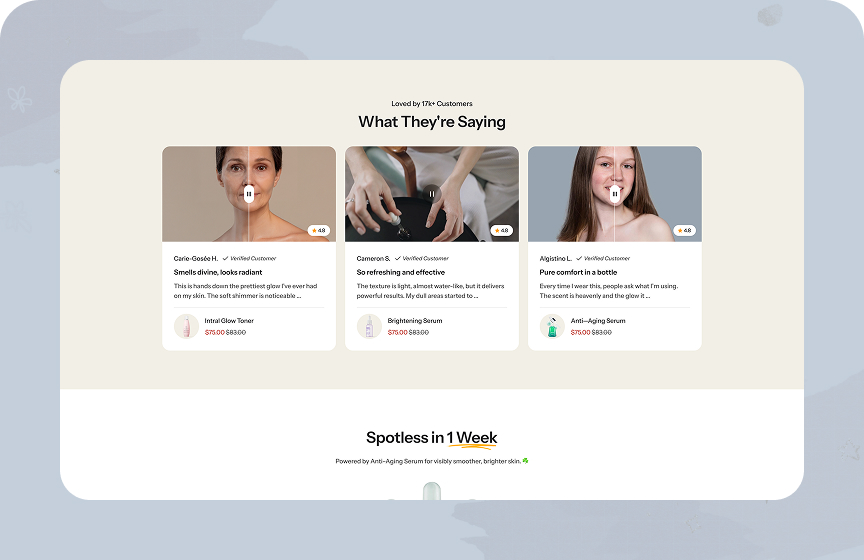 Loved by 17k+ Customers
What They're Saying
4.8
4.8
4.8
Carie-Gosée H. Verified Customer
Smells divine, looks radiant
This is hands down the prettiest glow I've ever had
on my skin. The soft shimmer is noticeable ...
Intral Glow Toner
$75.00 $83.00
Cameron S. Verified Customer
So refreshing and effective
The texture is light, almost water-like, but it delivers
powerful results. My dull areas started to ...
Brightening Serum
$75.00 $83.00
Algistino L. Verified Customer
Pure comfort in a bottle
Every time I wear this, people ask what I'm using.
The scent is heavenly and the glow it ...
Anti–Aging Serum
$75.00 $83.00
Spotless in 1 Week
Powered by Anti-Aging Serum for visibly smoother, brighter skin.